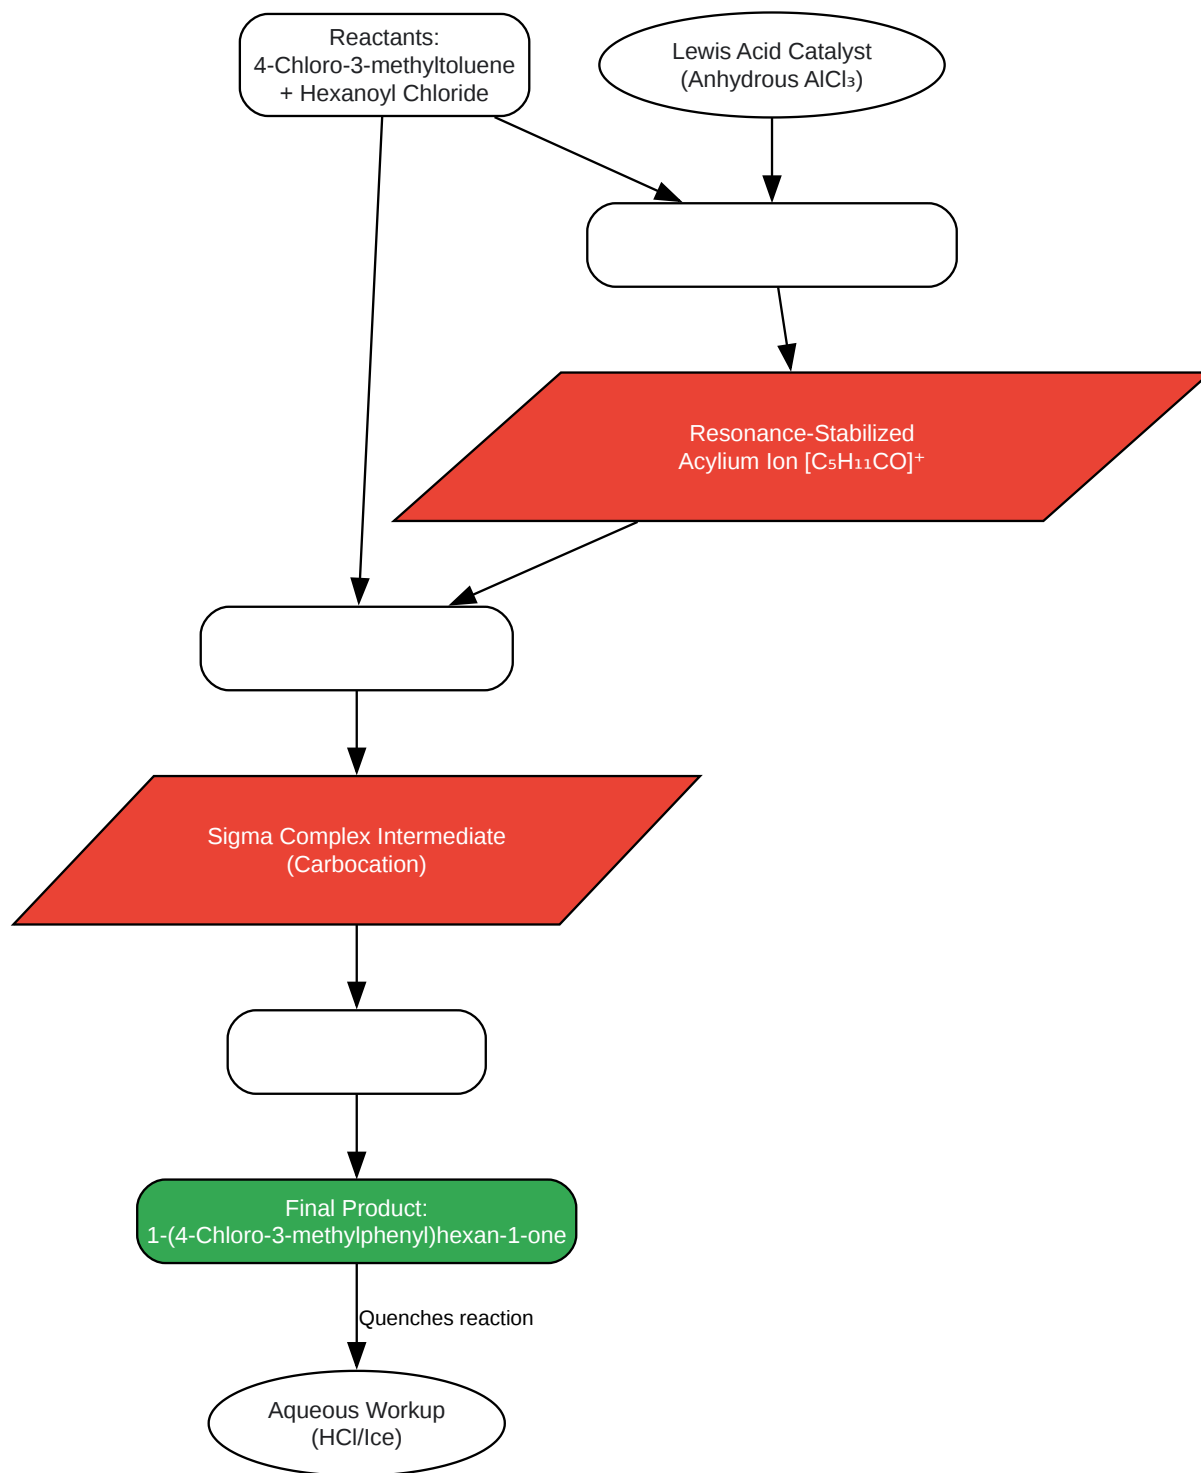 Reactants:
4-Chloro-3-methyltoluene
+ Hexanoyl Chloride
Lewis Acid Catalyst
(Anhydrous AlCl₃)
Resonance-Stabilized
Acylium Ion [C₅H₁₁CO]⁺
Sigma Complex Intermediate
(Carbocation)
Final Product:
1-(4-Chloro-3-methylphenyl)hexan-1-one
Quenches reaction
Aqueous Workup
(HCl/Ice)